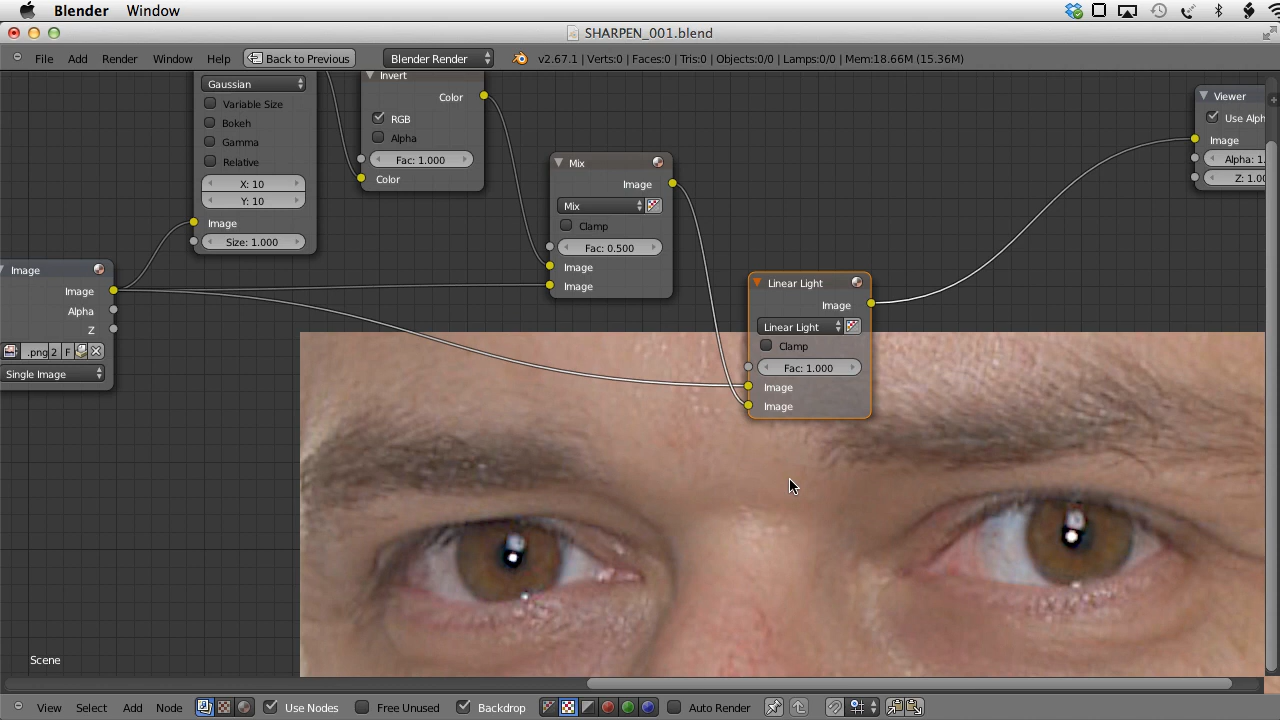 Blender Window
SHARPEN_001.blend
File Add Render Window Help Back to Previous Blender Render v2.67.1 | Verts:0 | Faces:0 | Tris:0 | Objects:0/0 | Lamps:0/0 | Mem:18.66M (15.36M)
Gaussian
Variable Size
Bokeh
Gamma
Relative
X: 10
Y: 10
Image
Size: 1.000
Invert
Color
RGB
Alpha
Fac: 1.000
Color
Mix
Image
Mix
Clamp
Fac: 0.500
Image
Image
Viewer
Use Alph
Image
Alpha: 1.
Z: 1.00
Image
Image
Alpha
Z
.png 2 F
Single Image
Linear Light
Image
Linear Light
Clamp
Fac: 1.000
Image
Image
Scene
View Select Add Node Use Nodes Free Unused Backdrop Auto Render